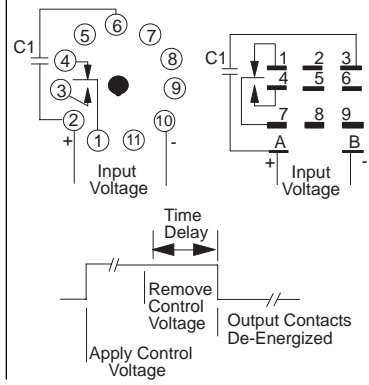 6
5
7
C1
4
8
3
9
2
10
1
11
+
-
Input
Voltage
C1
1 2 3
4 5 6
7 8 9
A B
+
-
Input
Voltage
Time
Delay
Remove
Control
Voltage
Output Contacts
De-Energized
Apply Control
Voltage